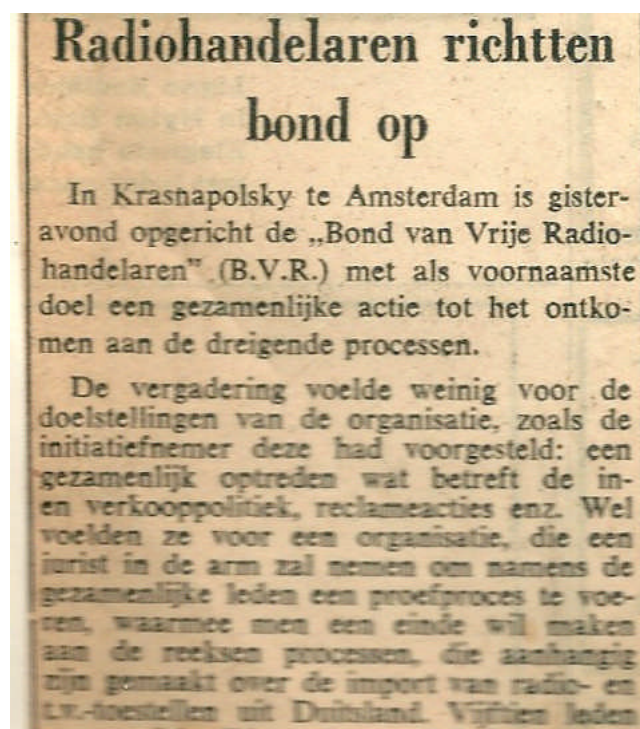 Radiohandelaren richtten
bond op
In Krasnapolsky te Amsterdam is gister-
avond opgericht de „Bond van Vrije Radio-
handelaren” (B.V.R.) met als voornaamste
doel een gezamenlijke actie tot het ontko-
men aan de dreigende processen.
De vergadering voelde weinig voor de
doelstellingen van de organisatie, zoals de
initiatiefnemer deze had voorgesteld: een
gezamenlijk optreden wat betreft de in-
en verkooppolitiek, reclameacties enz. Wel
voelden ze voor een organisatie, die een
jurist in de arm zal nemen om namens de
gezamenlijke leden een proefproces te voe-
ren, waarmee men een einde wil maken
aan de reeksen processen, die aanhangig
zijn gemaakt over de import van radio- en
t.v.-toestellen uit Duitsland. Vijftien leden